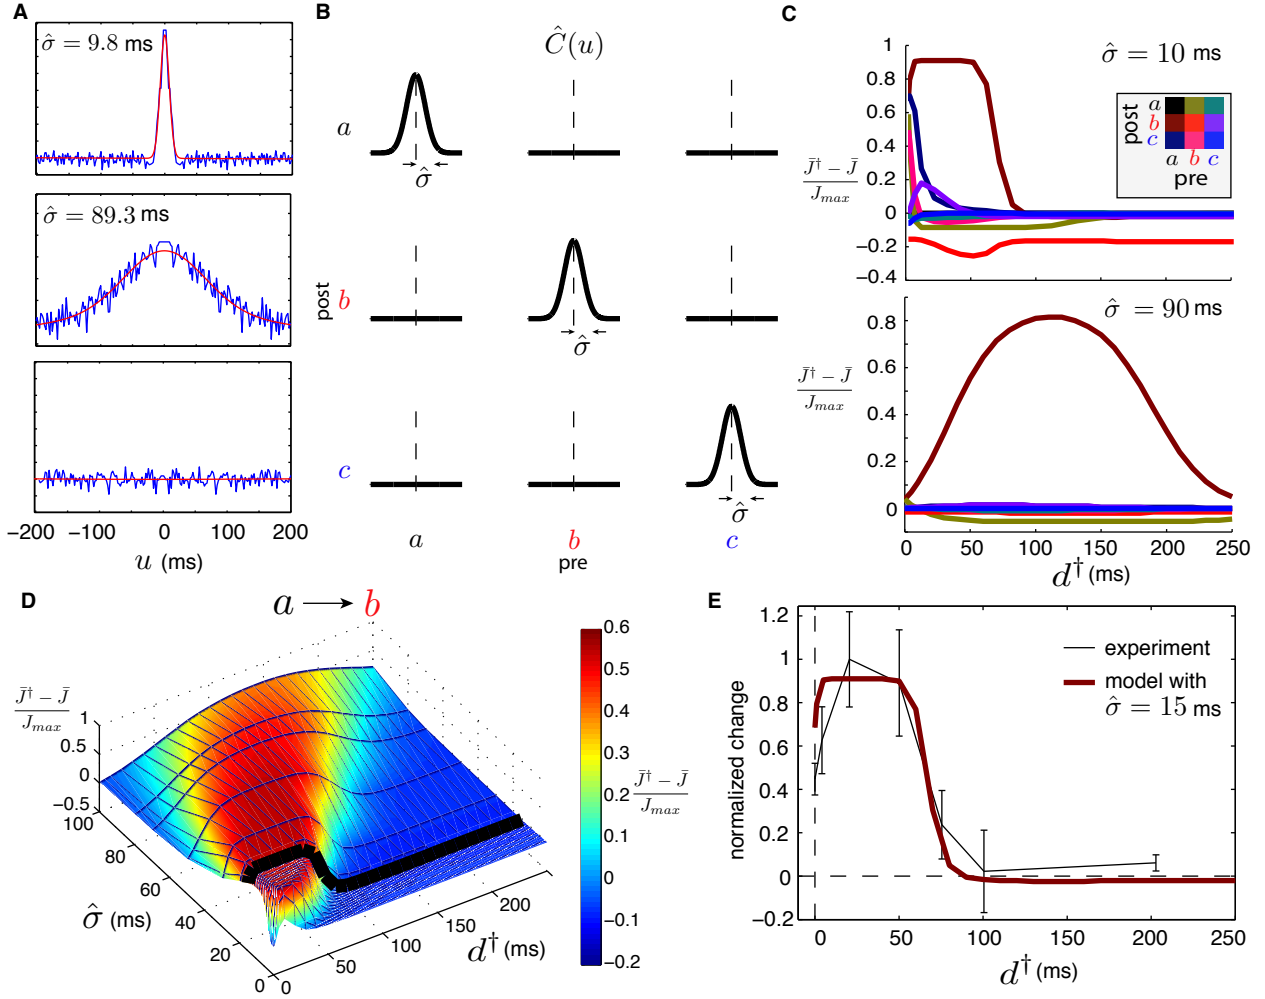 A
σ̂ = 9.8 ms
σ̂ = 89.3 ms
−200 −100 0 100 200
u (ms)
B
Ĉ(u)
a
σ̂
post
b
σ̂
c
σ̂
a b c
pre
C
σ̂ = 10 ms
1
0.8
0.6
0.4
0.2
0
−0.2
−0.4
J̄† − J̄
J_max
post
a
b
c
a b c
pre
σ̂ = 90 ms
0.8
0.6
0.4
0.2
0
J̄† − J̄
J_max
0 50 100 150 200 250
d† (ms)
D
a → b
J̄† − J̄
J_max
1
0.5
0
−0.5
100
80
60
40
20
0
σ̂ (ms)
0
50
100
150
200
d† (ms)
0.6
0.5
0.4
0.3
0.2
0.1
0
−0.1
−0.2
J̄† − J̄
J_max
E
1.2
1
0.8
0.6
0.4
0.2
0
−0.2
normalized change
experiment
model with
σ̂ = 15 ms
0 50 100 150 200 250
d† (ms)